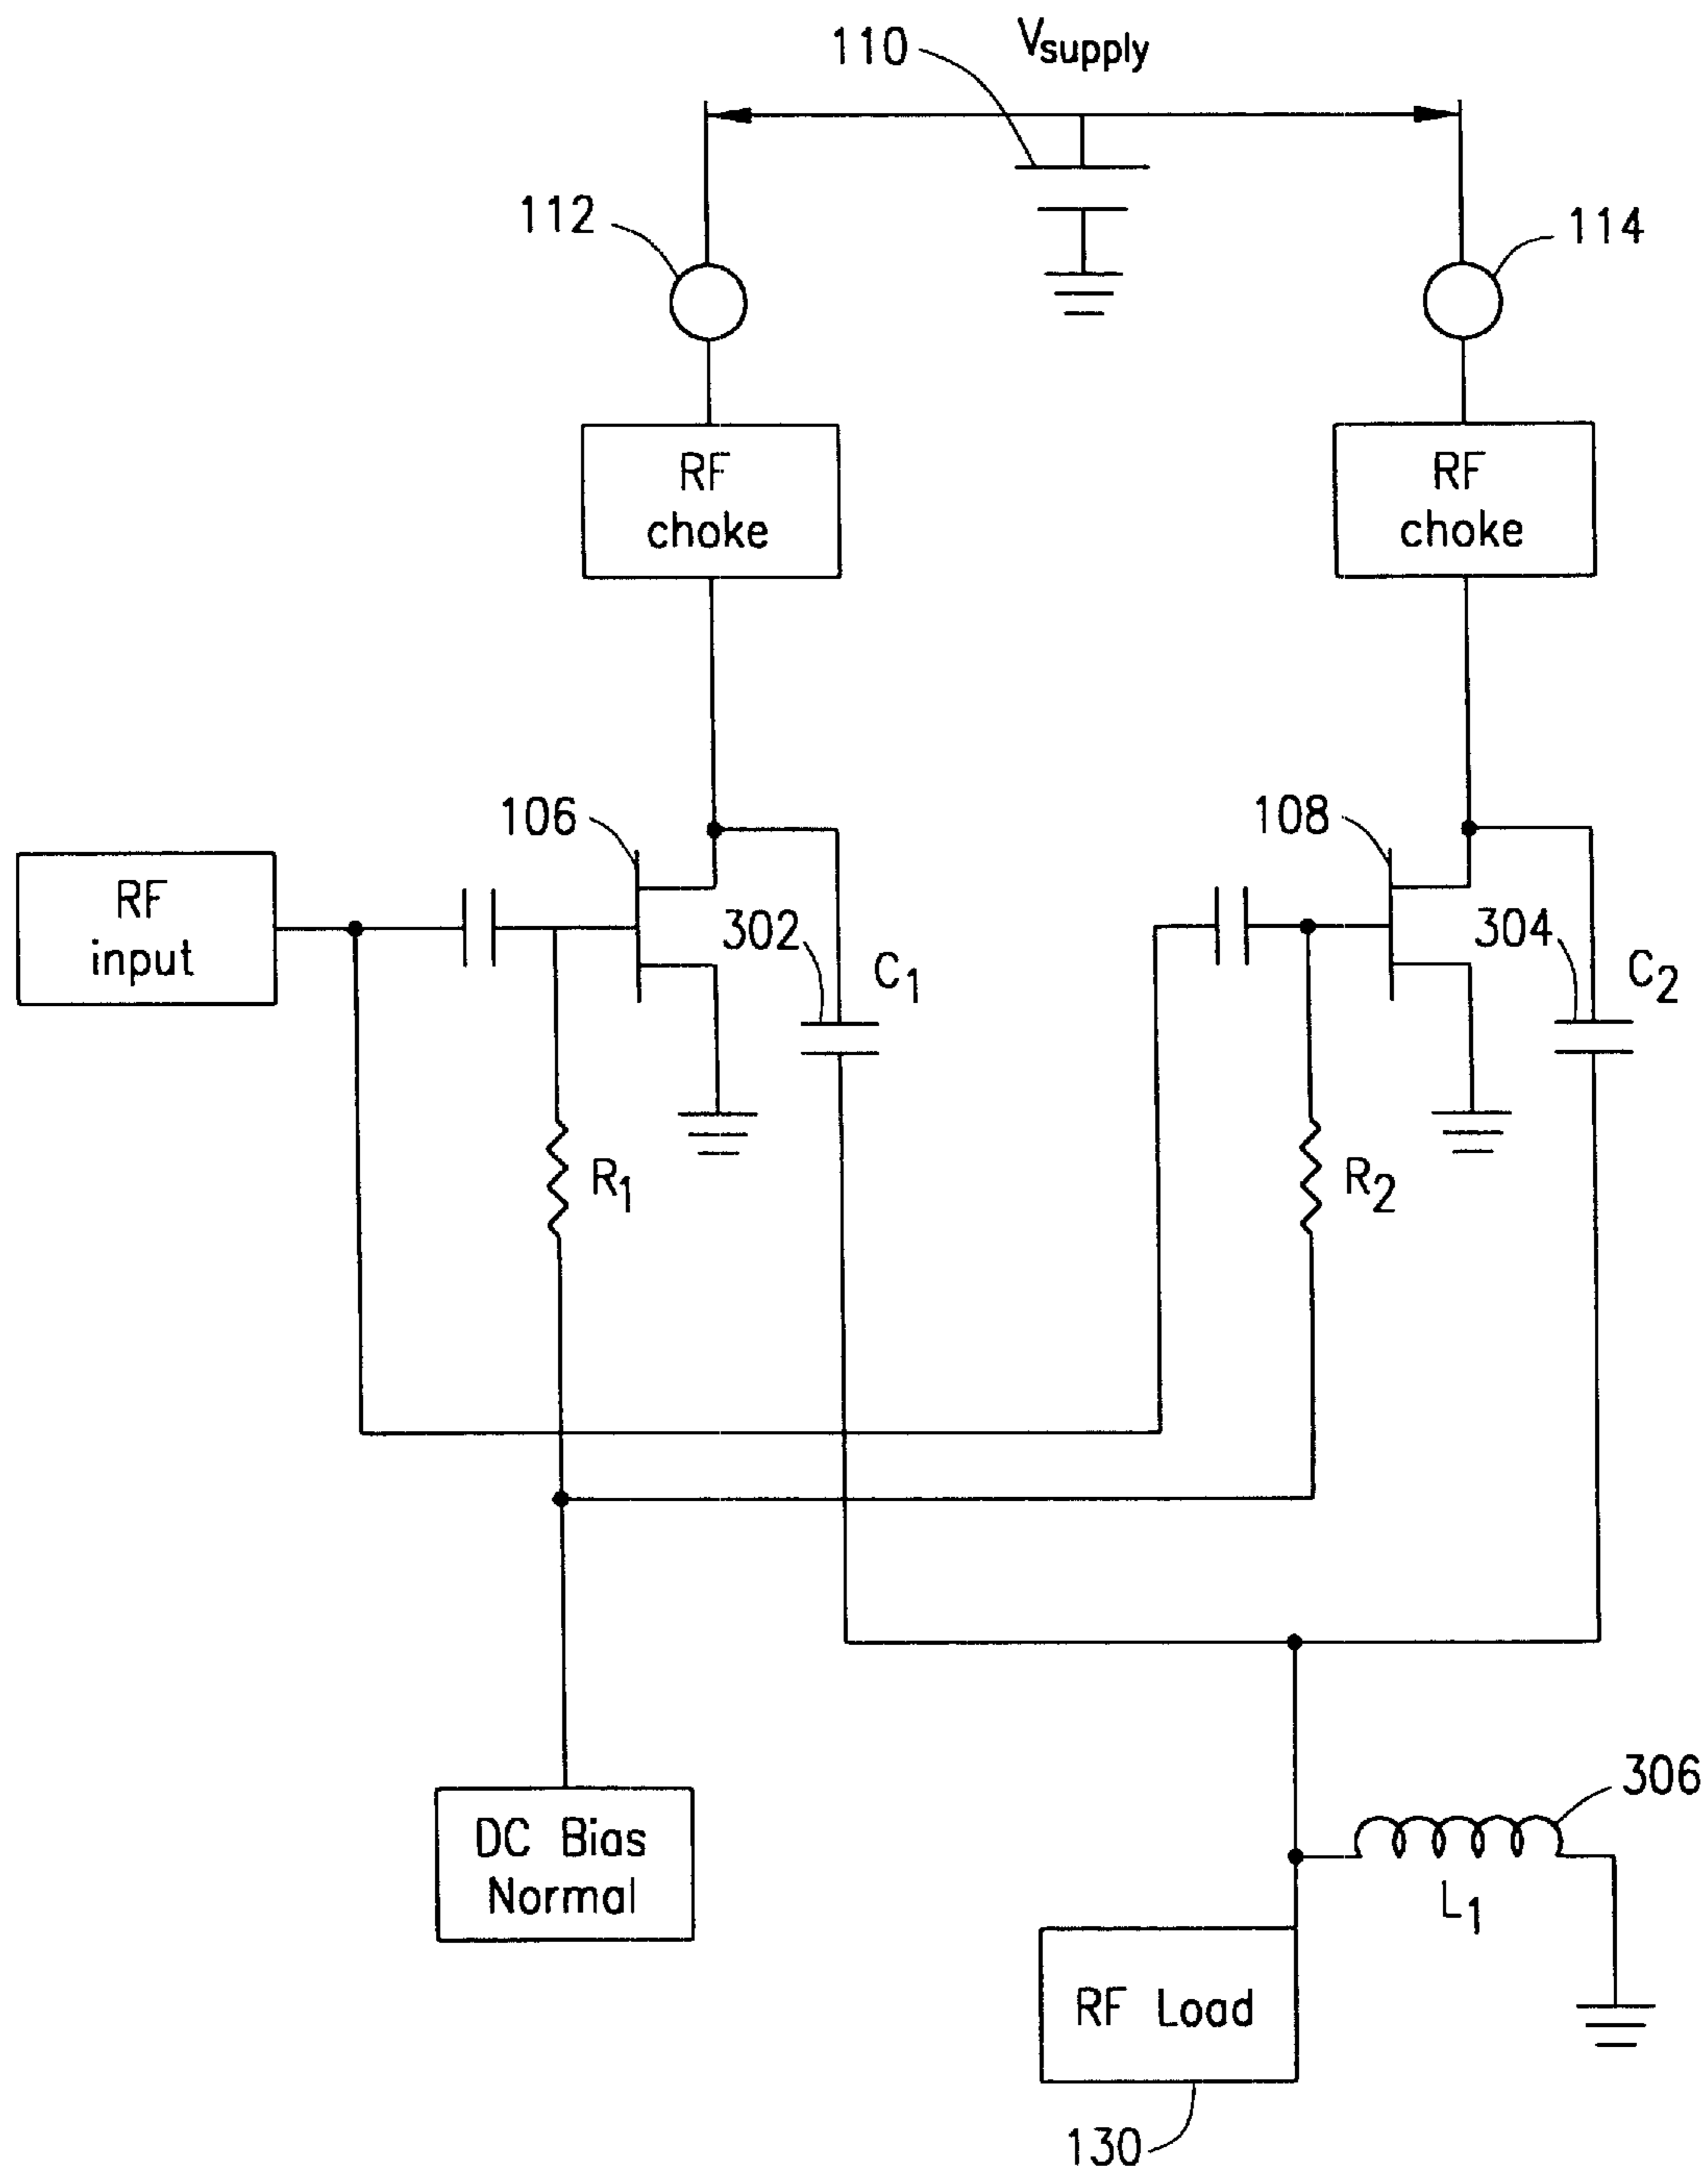 110
Vsupply
112
114
RF
choke
RF
choke
106
108
RF
input
302
C1
304
C2
R1
R2
DC Bias
Normal
306
L1
RF Load
130